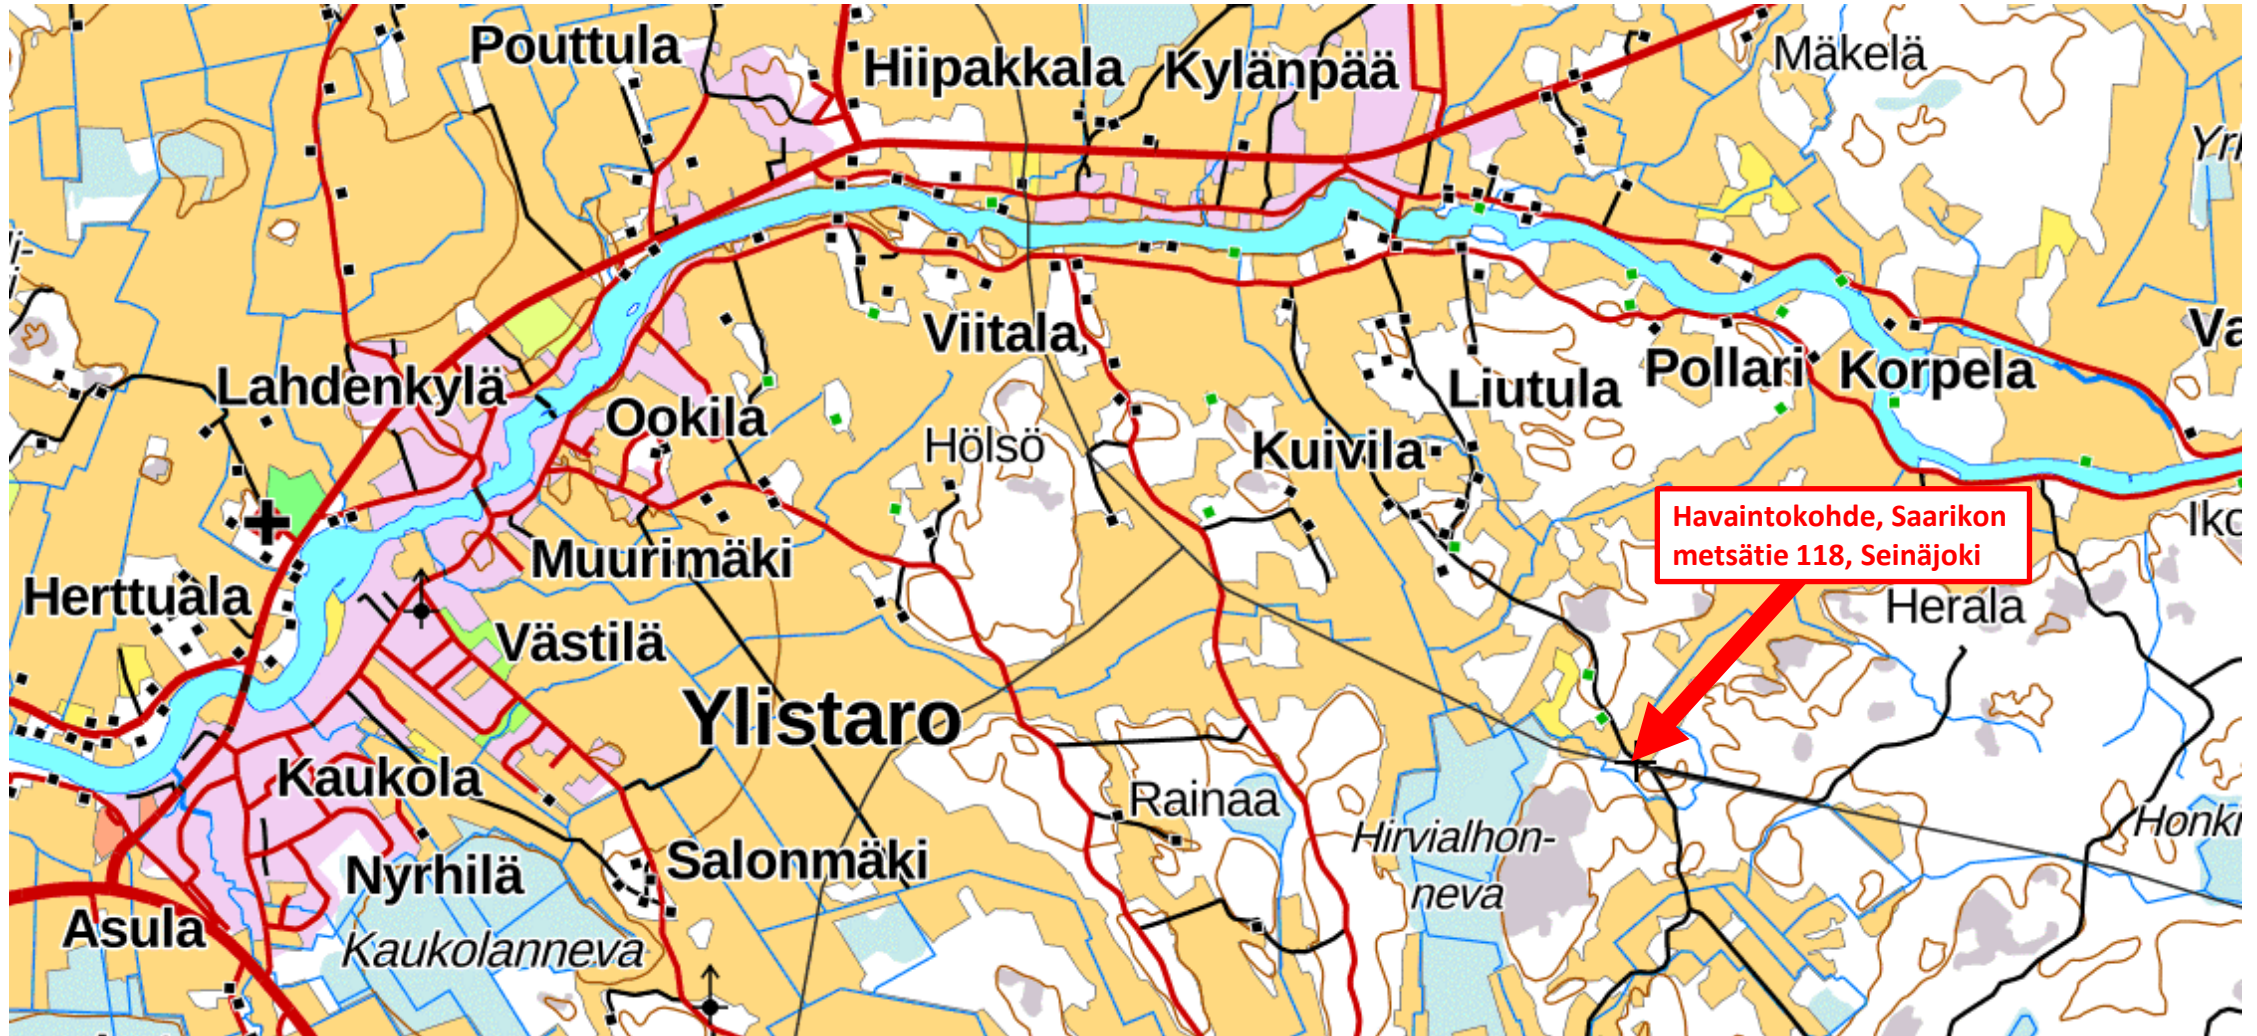 Pouttula
Hiipakkala
Kylänpää
Mäkelä
Lahdenkylä
Ookila
Viitala
Hölsö
Kuivila
Liutula
Pollari
Korpela
Havaintokohde, Saarikon
metsätie 118, Seinäjoki
Herttuala
Muurimäki
Västilä
Herala
Ylistaro
Kaukola
Rainaa
Hirvialhon-
neva
Nyrhilä
Salonmäki
Asula
Kaukolanneva